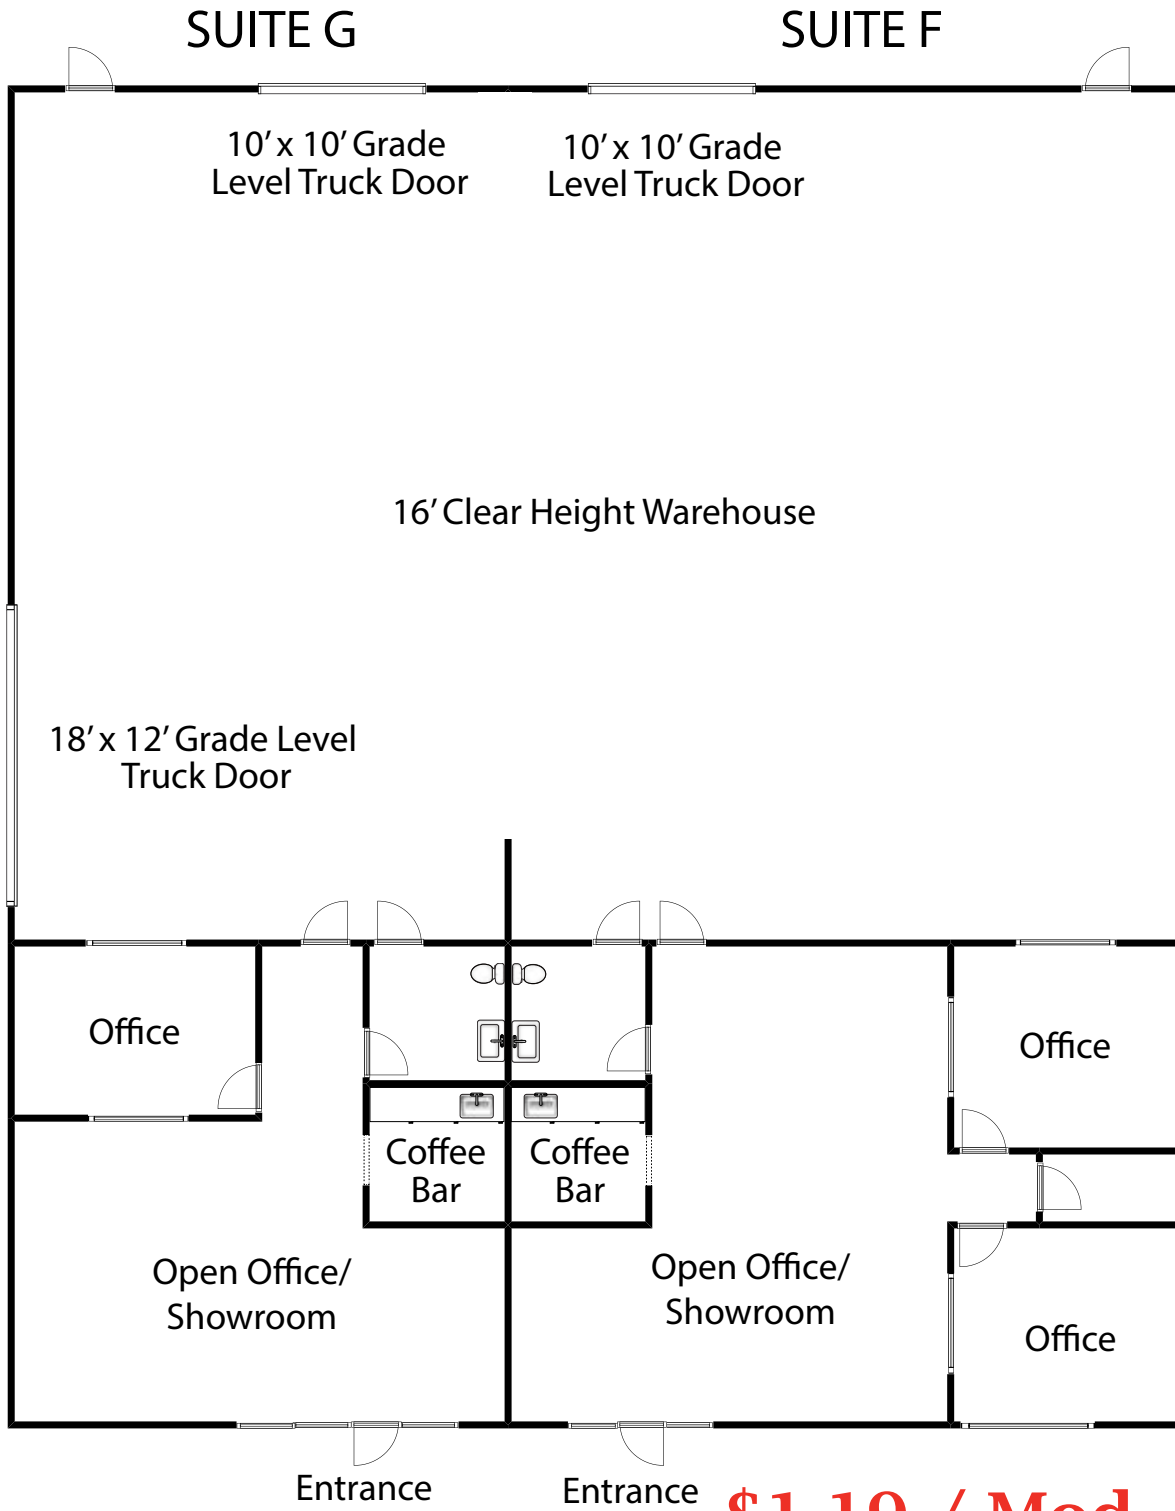 SUITE G
SUITE F
10’ x 10’ Grade
Level Truck Door
10’ x 10’ Grade
Level Truck Door
16’ Clear Height Warehouse
18’ x 12’ Grade Level
Truck Door
Office
Office
Coffee
Bar
Coffee
Bar
Open Office/
Showroom
Open Office/
Showroom
Office
Entrance
Entrance